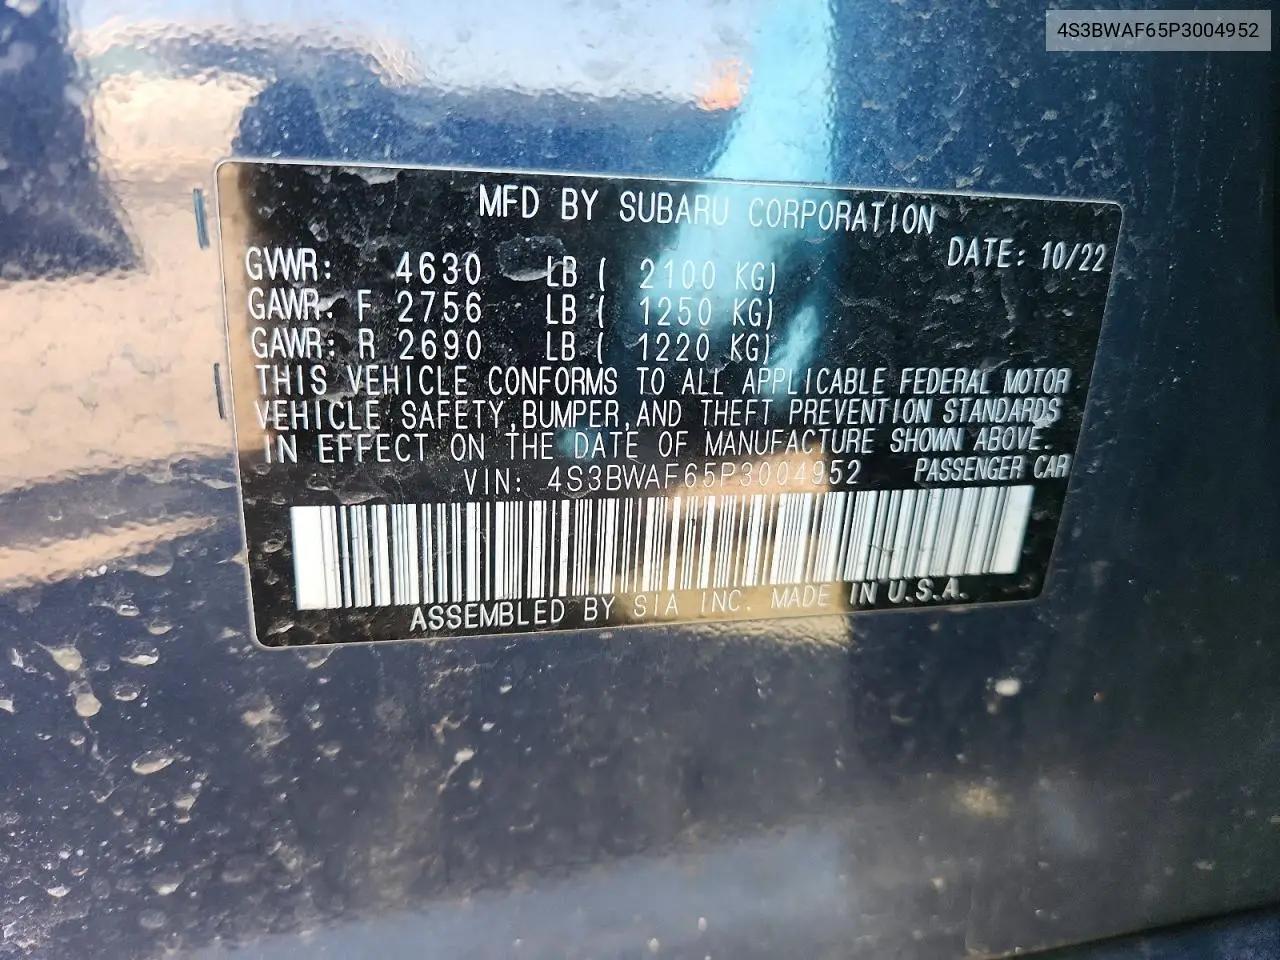 4S3BWAF65P3004952
MFD BY SUBARU CORPORATION
DATE: 10/22
GVWR: 4630 LB ( 2100 KG)
GAWR: F 2756 LB ( 1250 KG)
GAWR: R 2690 LB ( 1220 KG)
THIS VEHICLE CONFORMS TO ALL APPLICABLE FEDERAL MOTOR
VEHICLE SAFETY, BUMPER, AND THEFT PREVENTION STANDARDS
IN EFFECT ON THE DATE OF MANUFACTURE SHOWN ABOVE.
VIN: 4S3BWAF65P3004952 PASSENGER CAR
ASSEMBLED BY SIA INC. MADE IN U.S.A.